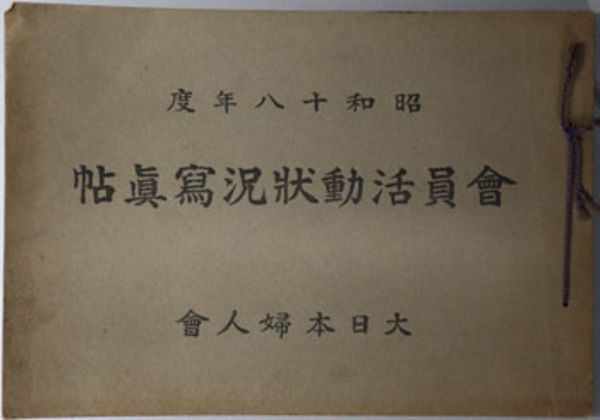 昭和十八年度
會員活動狀況寫眞帖
大日本婦人會